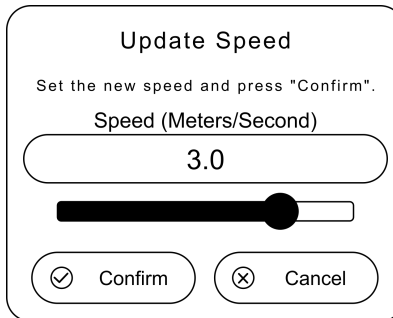 Update Speed
Set the new speed and press "Confirm".
Speed (Meters/Second)
3.0
Confirm Cancel